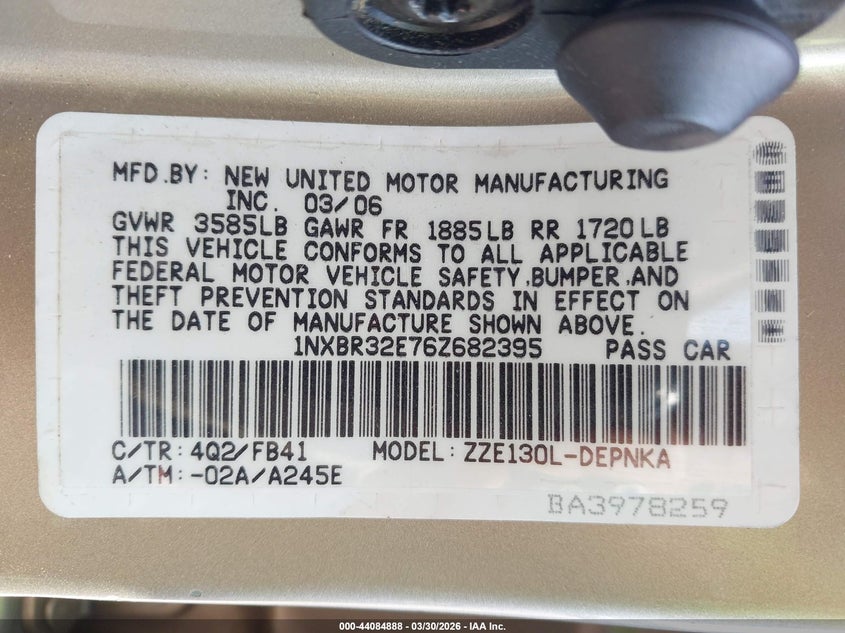 MFD.BY: NEW UNITED MOTOR MANUFACTURING
INC. 03/06
GVWR 3585LB GAWR FR 1885LB RR 1720LB
THIS VEHICLE CONFORMS TO ALL APPLICABLE
FEDERAL MOTOR VEHICLE SAFETY,BUMPER,AND
THEFT PREVENTION STANDARDS IN EFFECT ON
THE DATE OF MANUFACTURE SHOWN ABOVE.
1NXBR32E76Z682395 PASS CAR
C/TR: 4Q2/FB41 MODEL: ZZE130L-DEPNKA
A/TM:-02A/A245E
BA3978259
000-44084888 - 03/30/2026 - IAA Inc.